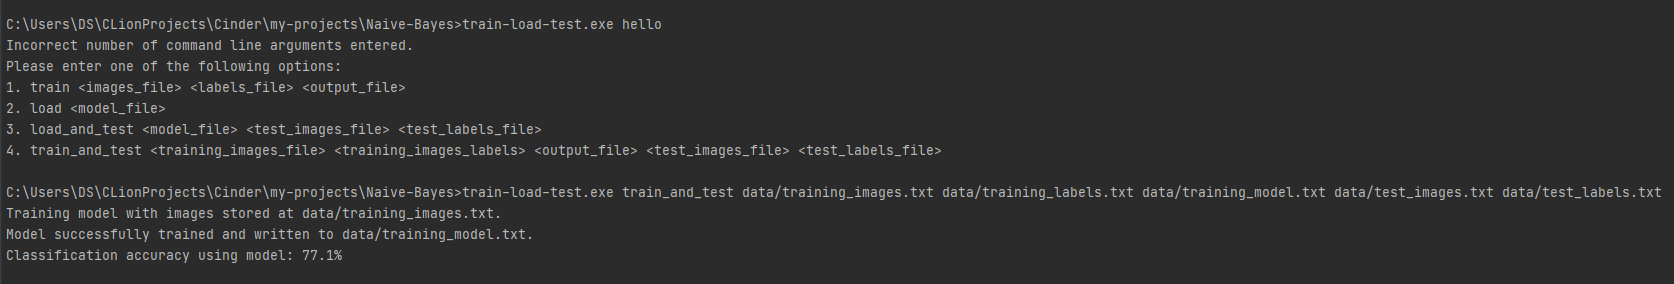 C:\Users\DS\CLionProjects\Cinder\my-projects\Naive-Bayes>train-load-test.exe hello
Incorrect number of command line arguments entered.
Please enter one of the following options:
1. train <images_file> <labels_file> <output_file>
2. load <model_file>
3. load_and_test <model_file> <test_images_file> <test_labels_file>
4. train_and_test <training_images_file> <training_images_labels> <output_file> <test_images_file> <test_labels_file>
C:\Users\DS\CLionProjects\Cinder\my-projects\Naive-Bayes>train-load-test.exe train_and_test data/training_images.txt data/training_labels.txt data/training_model.txt data/test_images.txt data/test_labels.txt
Training model with images stored at data/training_images.txt.
Model successfully trained and written to data/training_model.txt.
Classification accuracy using model: 77.1%